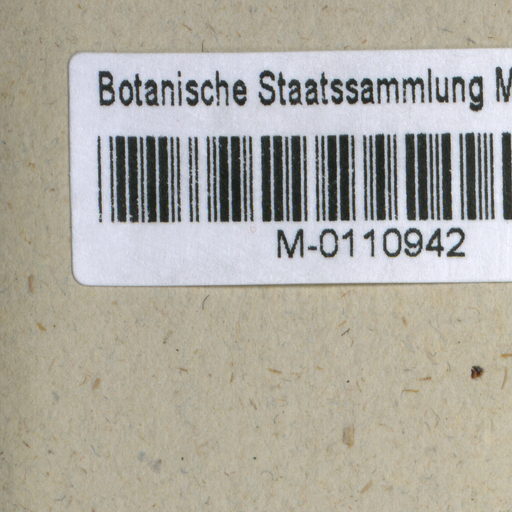 Botanische Staatssammlung M
M-0110942